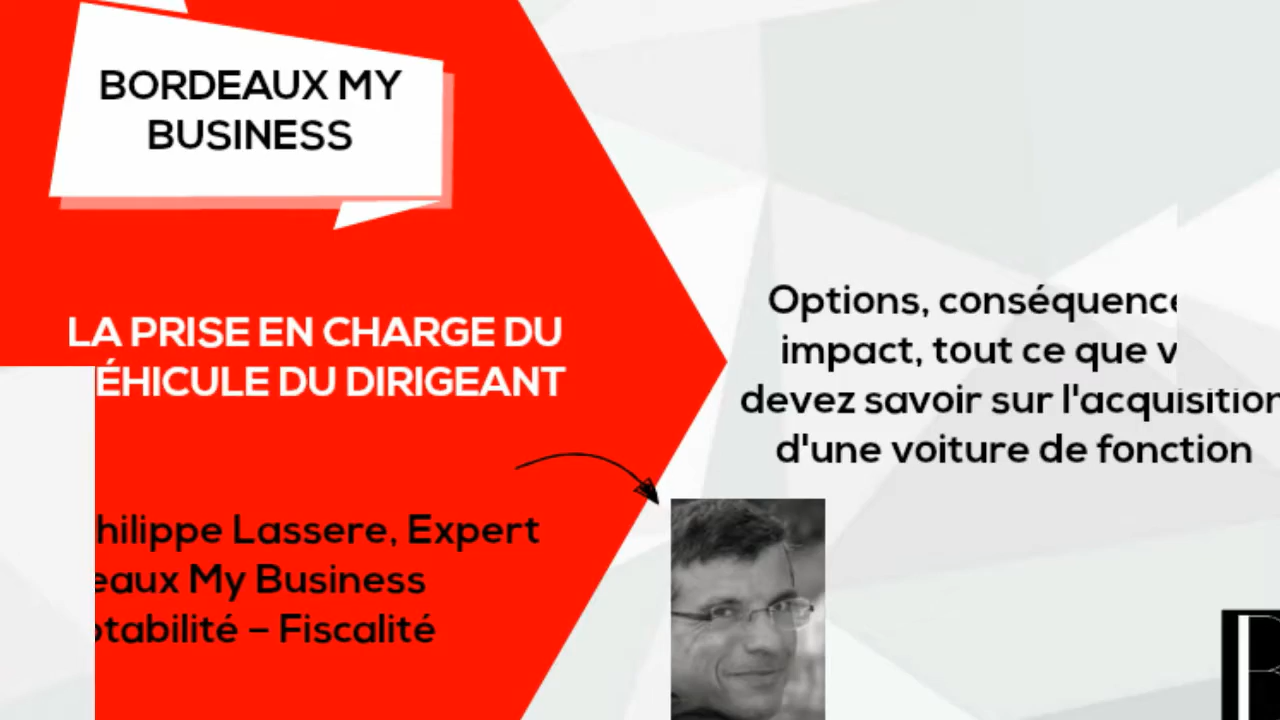 BORDEAUX MY
BUSINESS
LA PRISE EN CHARGE DU
ÉHICULE DU DIRIGEANT
hilippe Lassere, Expert
eaux My Business
tabilité – Fiscalité
Options, conséquence
impact, tout ce que v
devez savoir sur l'acquisition
d'une voiture de fonction